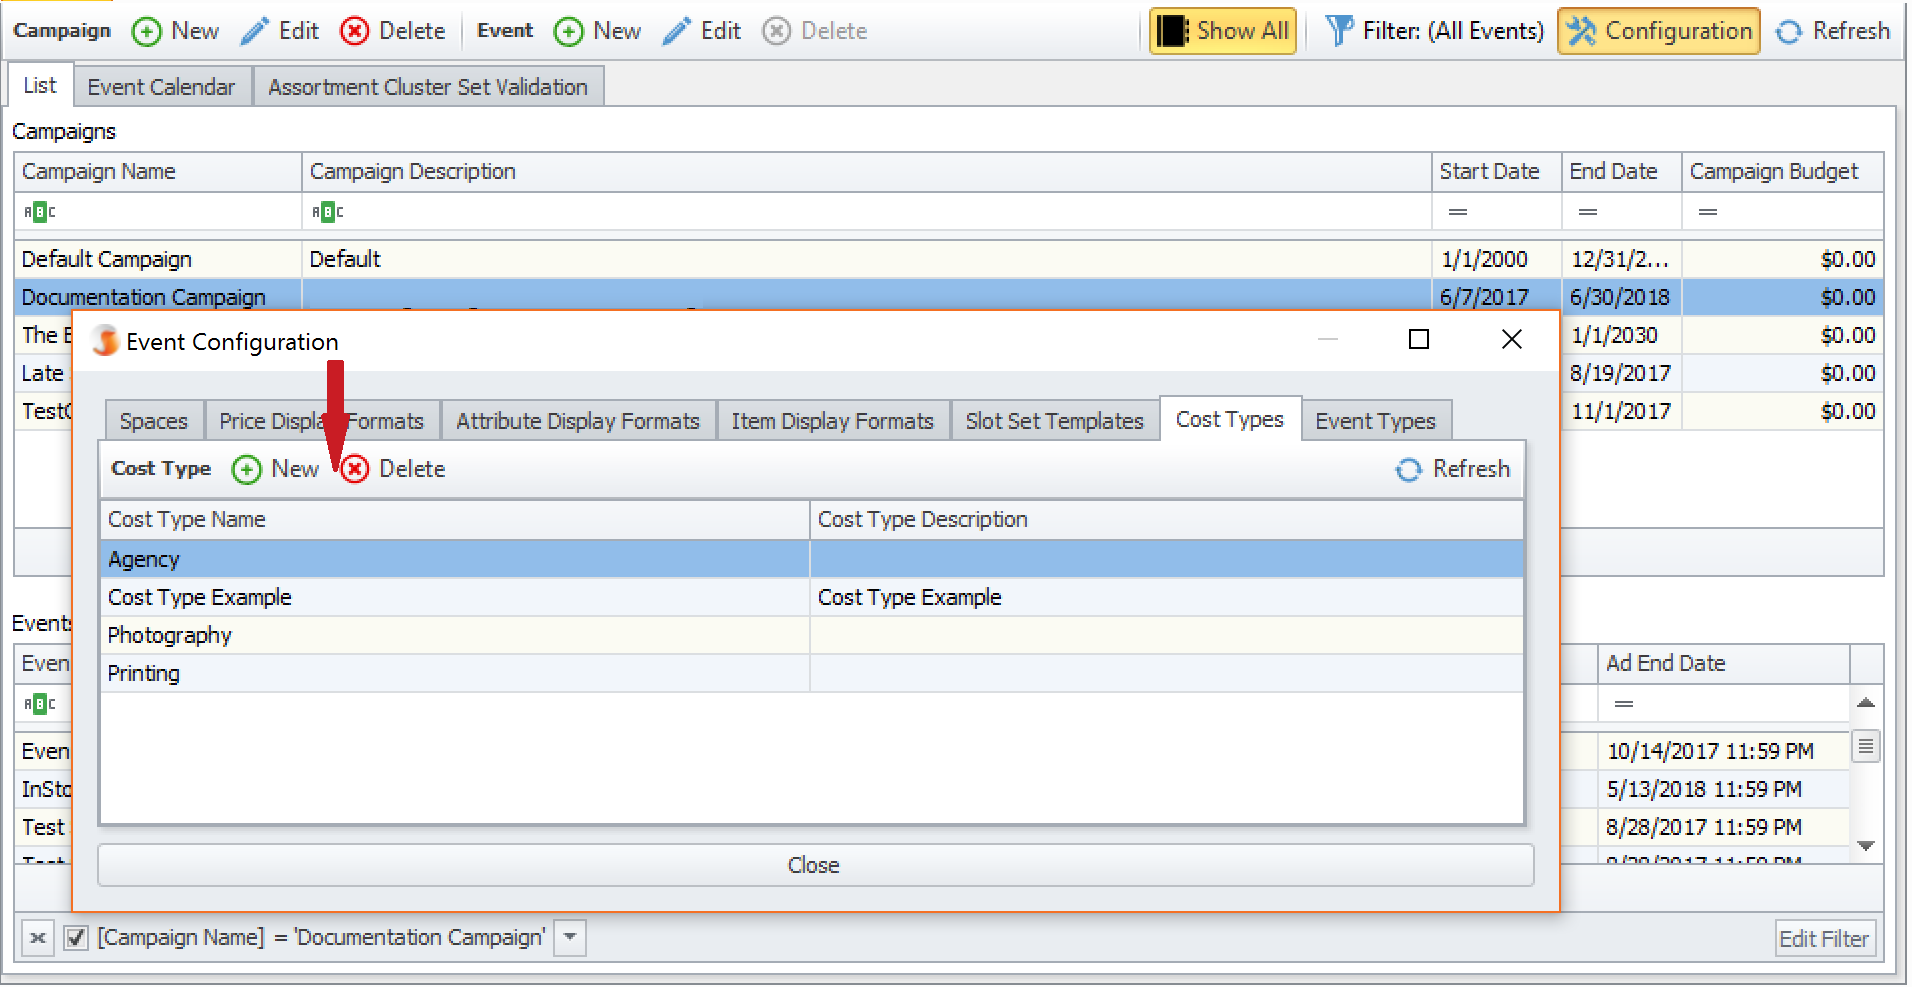 Campaign New Edit Delete Event New Edit Delete Show All Filter: (All Events) Configuration Refresh
List Event Calendar Assortment Cluster Set Validation
Campaigns
Campaign Name Campaign Description Start Date End Date Campaign Budget
ABC ABC = = =
Default Campaign Default 1/1/2000 12/31/2... $0.00
Documentation Campaign 6/7/2017 6/30/2018 $0.00
The 1/1/2030 $0.00
Late 8/19/2017 $0.00
Test 11/1/2017 $0.00
Event Configuration
Spaces Price Display Formats Attribute Display Formats Item Display Formats Slot Set Templates Cost Types Event Types
Cost Type New Delete Refresh
Cost Type Name Cost Type Description
Agency
Cost Type Example Cost Type Example
Photography
Printing
Close
Events
Even Ad End Date
ABC =
Even 10/14/2017 11:59 PM
InSto 5/13/2018 11:59 PM
Test 8/28/2017 11:59 PM
[Campaign Name] = 'Documentation Campaign' Edit Filter